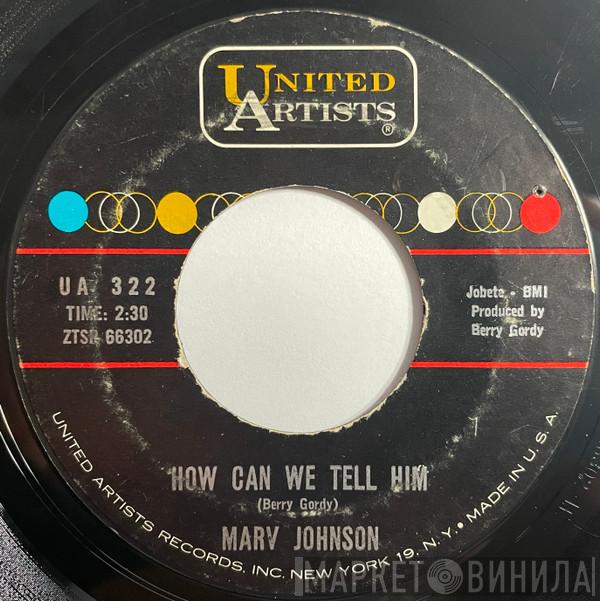 UNITED
ARTISTS
®
UA 322
TIME: 2:30
ZTSP 66302
Jobete - BMI
Produced by
Berry Gordy
HOW CAN WE TELL HIM
(Berry Gordy)
MARV JOHNSON
UNITED ARTISTS RECORDS, INC. NEW YORK 19, N.Y. • MADE IN U.S.A.
МАРКЕТ ВИНИЛА